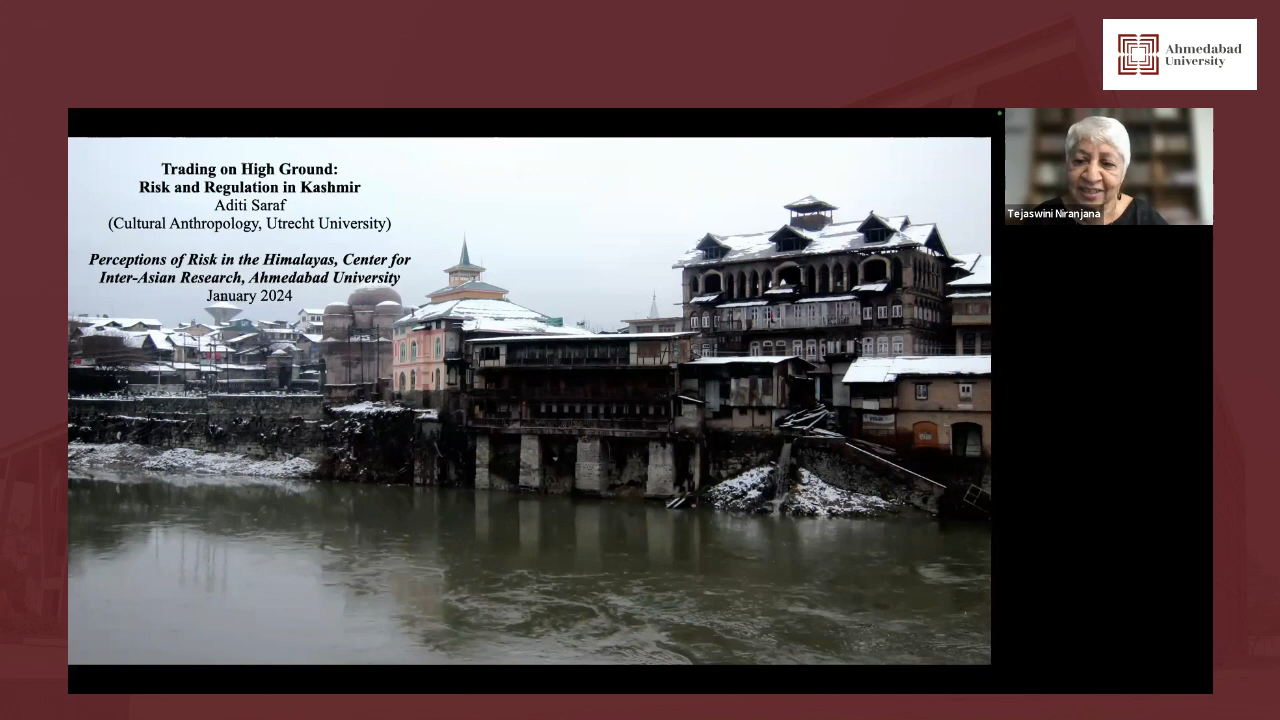 Ahmedabad
University
Trading on High Ground:
Risk and Regulation in Kashmir
Aditi Saraf
(Cultural Anthropology, Utrecht University)
Perceptions of Risk in the Himalayas, Center for
Inter-Asian Research, Ahmedabad University
January 2024
Tejaswini Niranjana